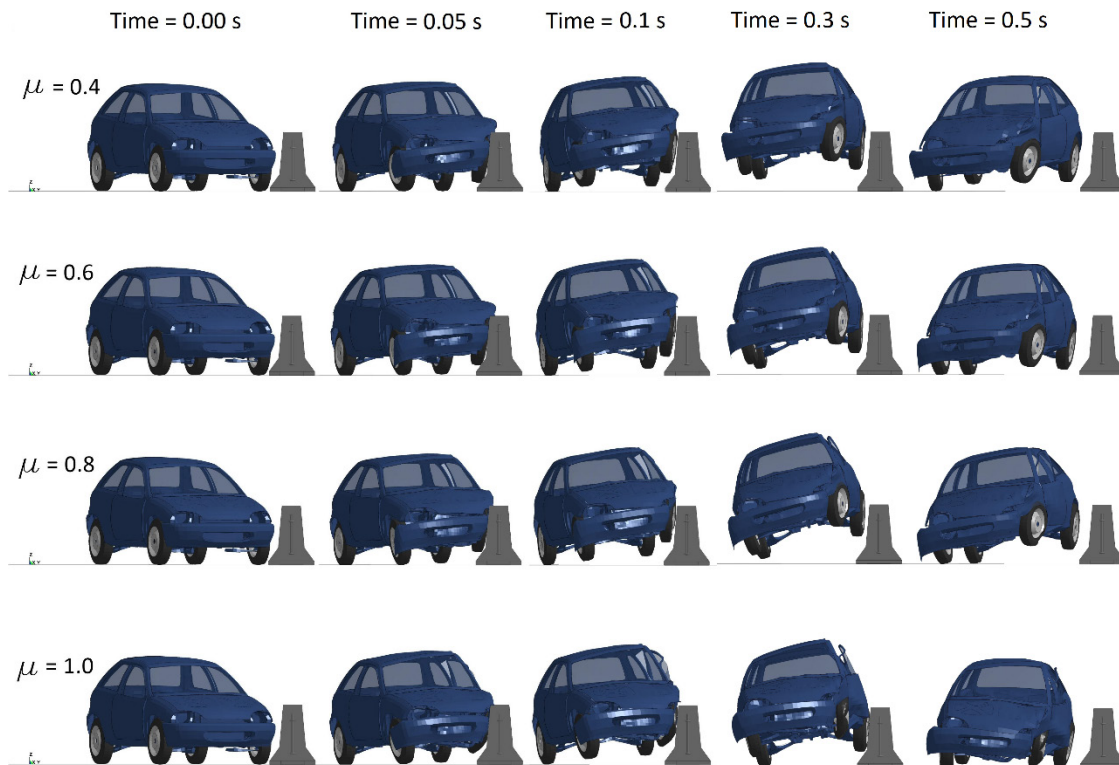 Time = 0.00 s Time = 0.05 s Time = 0.1 s Time = 0.3 s Time = 0.5 s
μ = 0.4
μ = 0.6
μ = 0.8
μ = 1.0